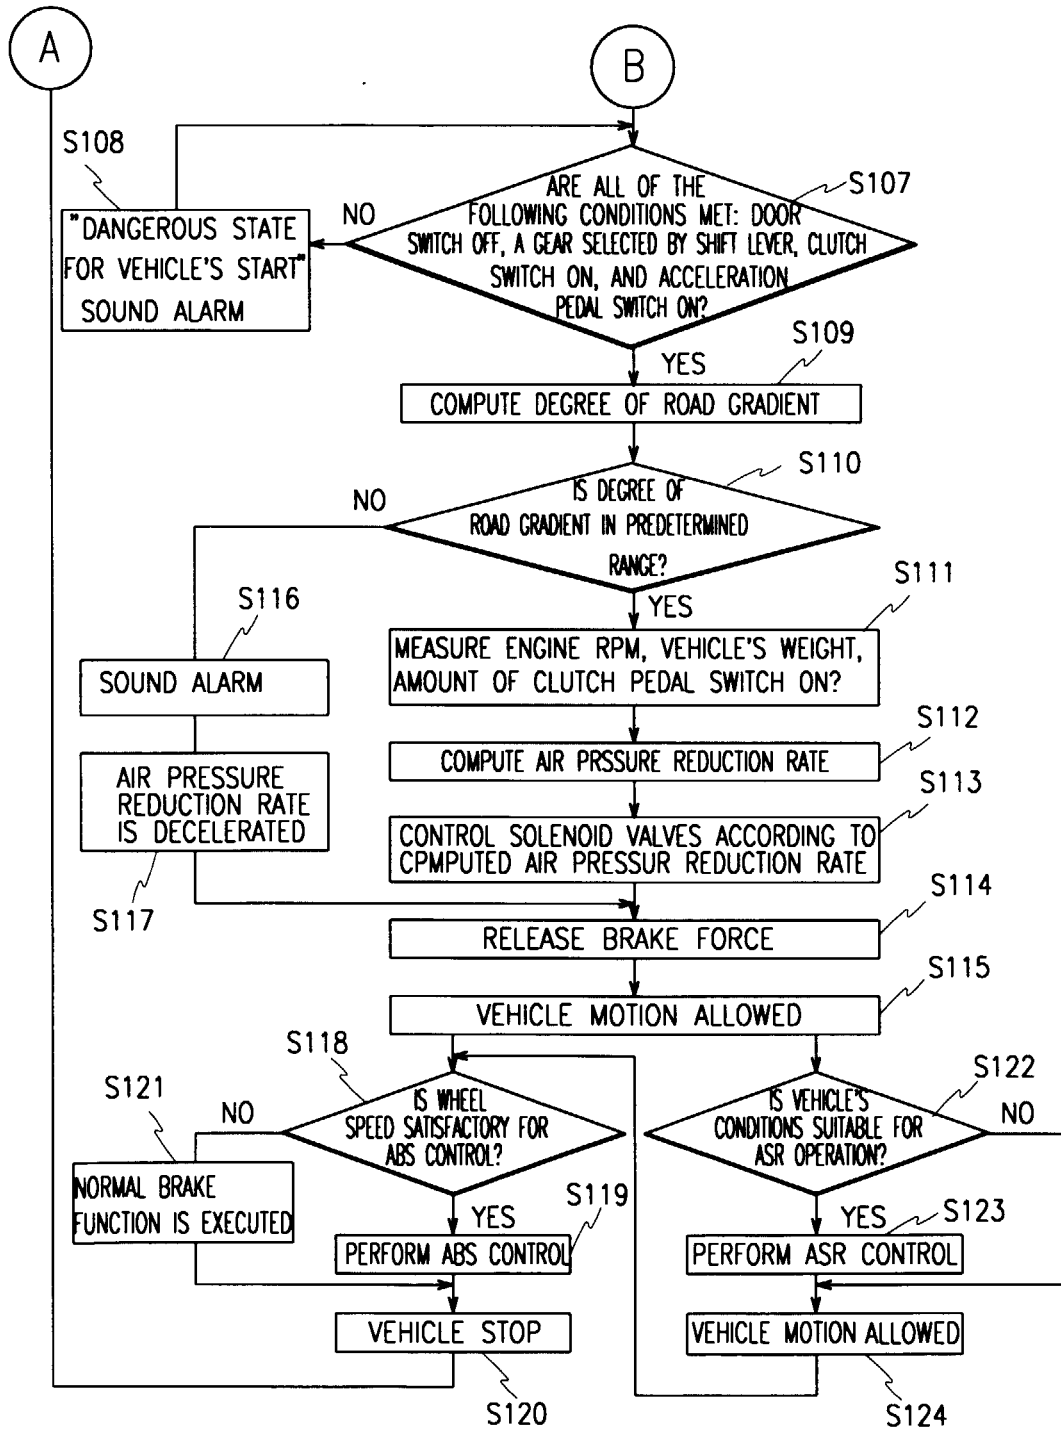 A
B
S108
"DANGEROUS STATE
FOR VEHICLE'S START"
SOUND ALARM
NO
S107
ARE ALL OF THE
FOLLOWING CONDITIONS MET: DOOR
SWITCH OFF, A GEAR SELECTED BY SHIFT LEVER, CLUTCH
SWITCH ON, AND ACCELERATION
PEDAL SWITCH ON?
YES
S109
COMPUTE DEGREE OF ROAD GRADIENT
S110
NO
IS DEGREE OF
ROAD GRADIENT IN PREDETERMINED
RANGE?
YES
S111
MEASURE ENGINE RPM, VEHICLE'S WEIGHT,
AMOUNT OF CLUTCH PEDAL SWITCH ON?
S116
SOUND ALARM
S112
COMPUTE AIR PRSSURE REDUCTION RATE
AIR PRESSURE
REDUCTION RATE
IS DECELERATED
S117
S113
CONTROL SOLENOID VALVES ACCORDING TO
CPMPUTED AIR PRESSUR REDUCTION RATE
S114
RELEASE BRAKE FORCE
S115
VEHICLE MOTION ALLOWED
S118
IS WHEEL
SPEED SATISFACTORY FOR
ABS CONTROL?
NO
S121
NORMAL BRAKE
FUNCTION IS EXECUTED
YES
S119
PERFORM ABS CONTROL
VEHICLE STOP
S120
S122
IS VEHICLE'S
CONDITIONS SUITABLE FOR
ASR OPERATION?
NO
YES
S123
PERFORM ASR CONTROL
VEHICLE MOTION ALLOWED
S124